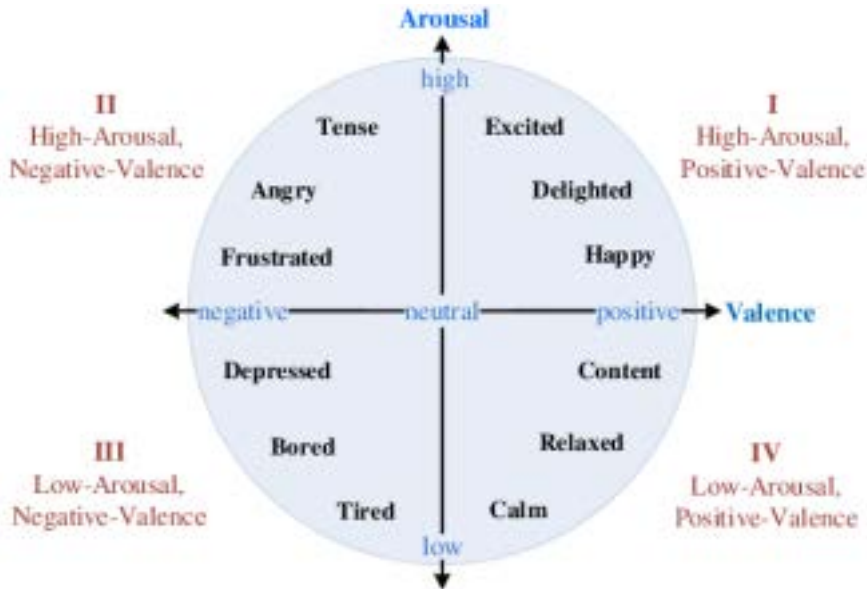 Arousal
high
II
High-Arousal,
Negative-Valence
I
High-Arousal,
Positive-Valence
Tense
Excited
Angry
Delighted
Frustrated
Happy
negative
neutral
positive
Valence
Depressed
Content
Bored
Relaxed
III
Low-Arousal,
Negative-Valence
IV
Low-Arousal,
Positive-Valence
Tired
Calm
low